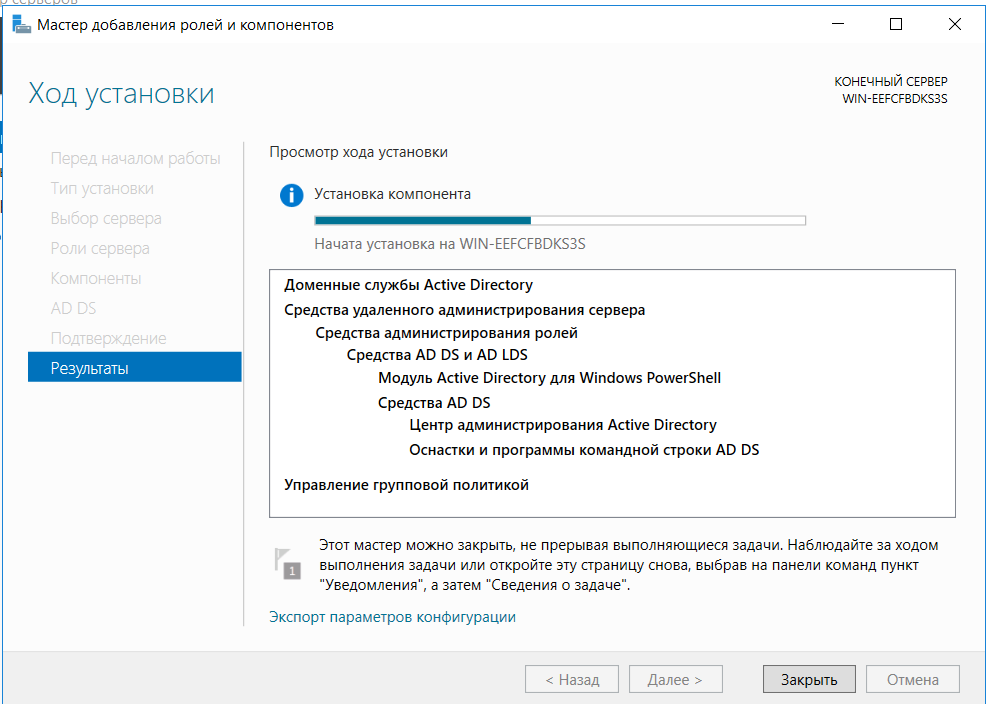 Мастер добавления ролей и компонентов
Ход установки
КОНЕЧНЫЙ СЕРВЕР
WIN-EEFCFBDKS3S
Перед началом работы
Тип установки
Выбор сервера
Роли сервера
Компоненты
AD DS
Подтверждение
Результаты
Просмотр хода установки
Установка компонента
Начата установка на WIN-EEFCFBDKS3S
Доменные службы Active Directory
Средства удаленного администрирования сервера
Средства администрирования ролей
Средства AD DS и AD LDS
Модуль Active Directory для Windows PowerShell
Средства AD DS
Центр администрирования Active Directory
Оснастки и программы командной строки AD DS
Управление групповой политикой
1
Этот мастер можно закрыть, не прерывая выполняющиеся задачи. Наблюдайте за ходом
выполнения задачи или откройте эту страницу снова, выбрав на панели команд пункт
"Уведомления", а затем "Сведения о задаче".
Экспорт параметров конфигурации
< Назад
Далее >
Закрыть
Отмена